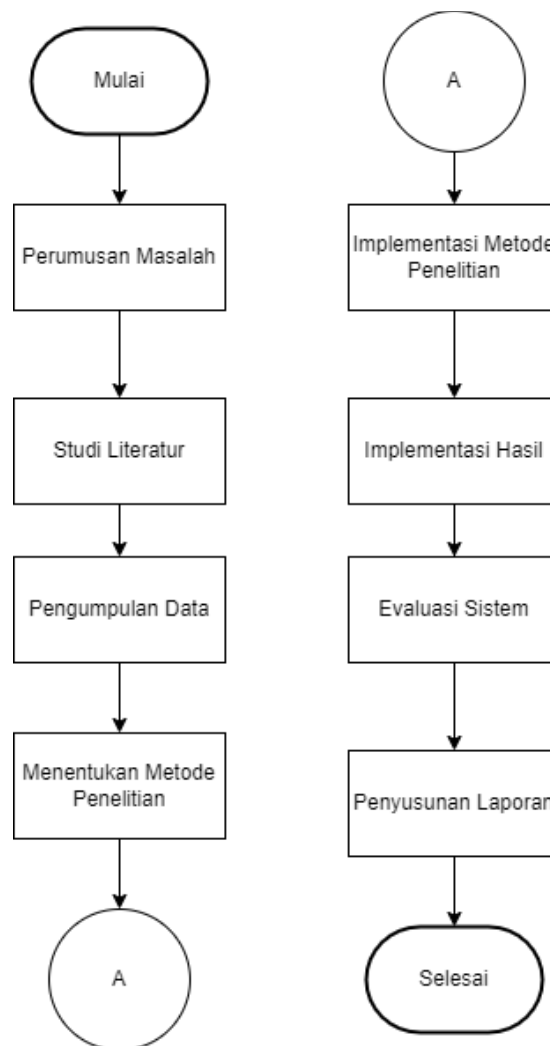 Mulai
Perumusan Masalah
Studi Literatur
Pengumpulan Data
Menentukan Metode
Penelitian
A
A
Implementasi Metode
Penelitian
Implementasi Hasil
Evaluasi Sistem
Penyusunan Laporan
Selesai